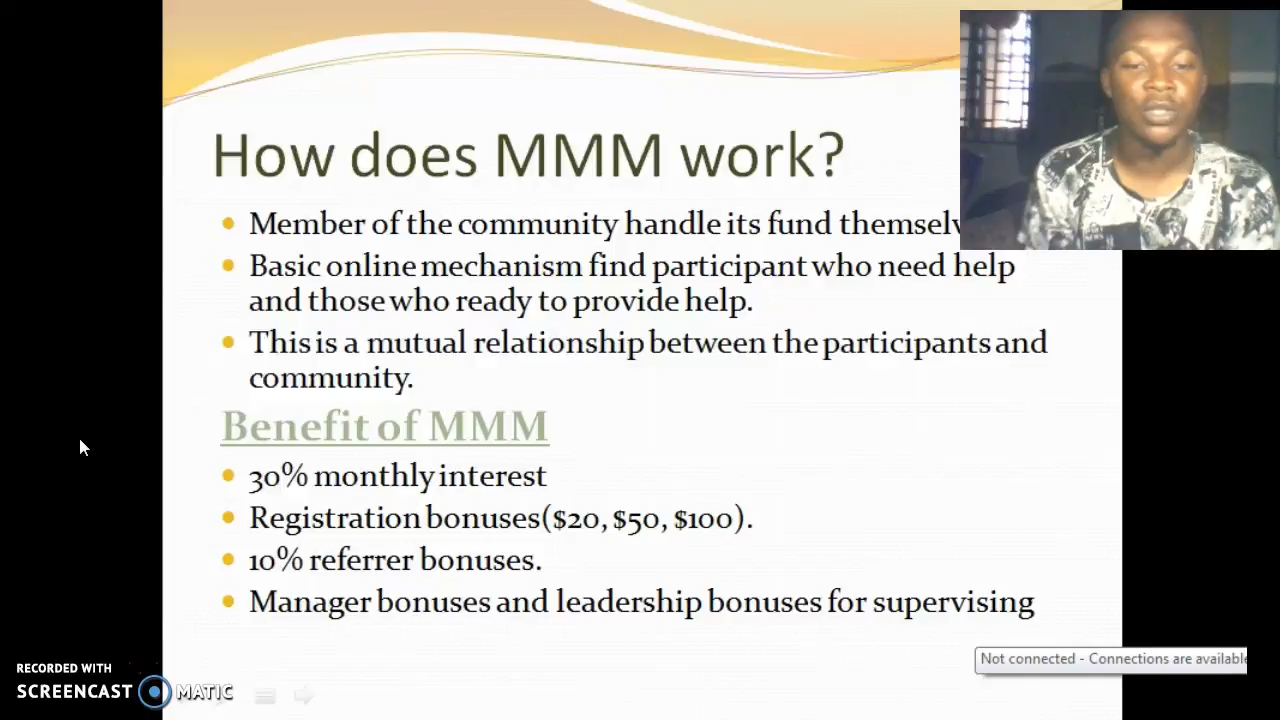 How does MMM work?
Member of the community handle its fund themselv
Basic online mechanism find participant who need help
and those who ready to provide help.
This is a mutual relationship between the participants and
community.
Benefit of MMM
30% monthly interest
Registration bonuses($20, $50, $100).
10% referrer bonuses.
Manager bonuses and leadership bonuses for supervising
Not connected - Connections are available
RECORDED WITH
SCREENCAST MATIC